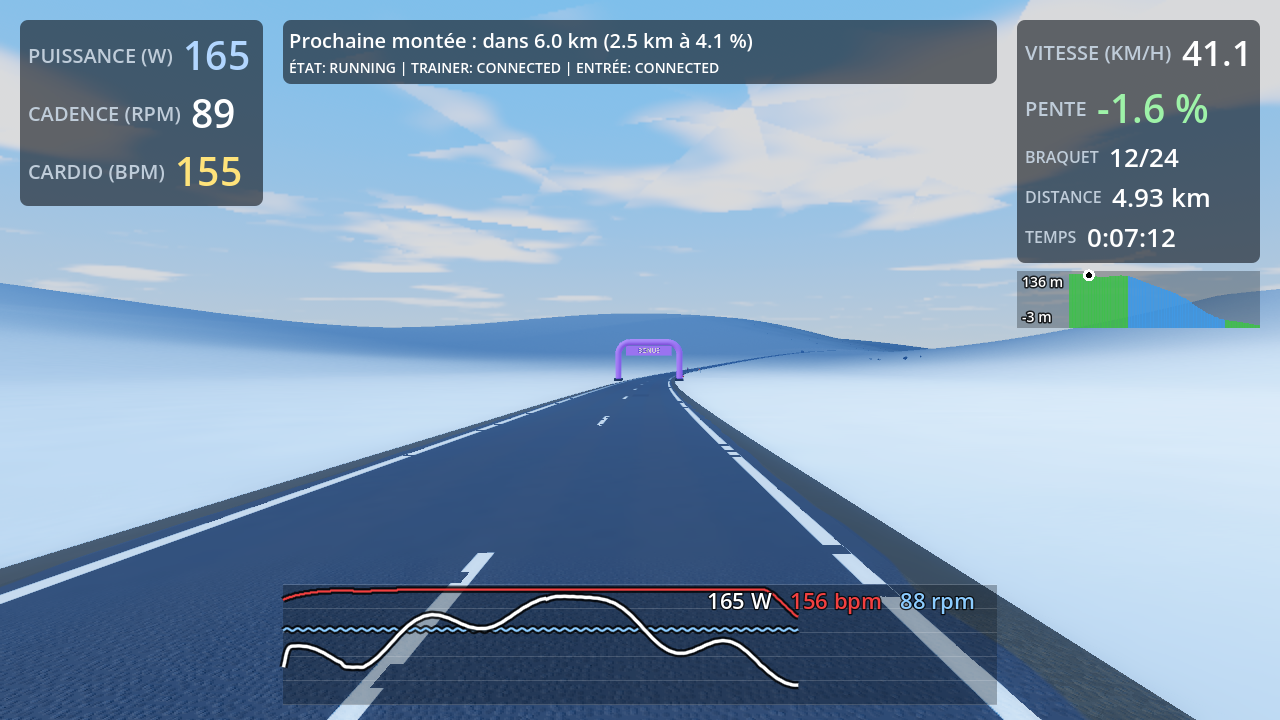 PUISSANCE (W) 165
CADENCE (RPM) 89
CARDIO (BPM) 155
Prochaine montée : dans 6.0 km (2.5 km à 4.1 %)
ÉTAT: RUNNING | TRAINER: CONNECTED | ENTRÉE: CONNECTED
VITESSE (KM/H) 41.1
PENTE -1.6 %
BRAQUET 12/24
DISTANCE 4.93 km
TEMPS 0:07:12
136 m
-3 m
165 W 156 bpm 88 rpm